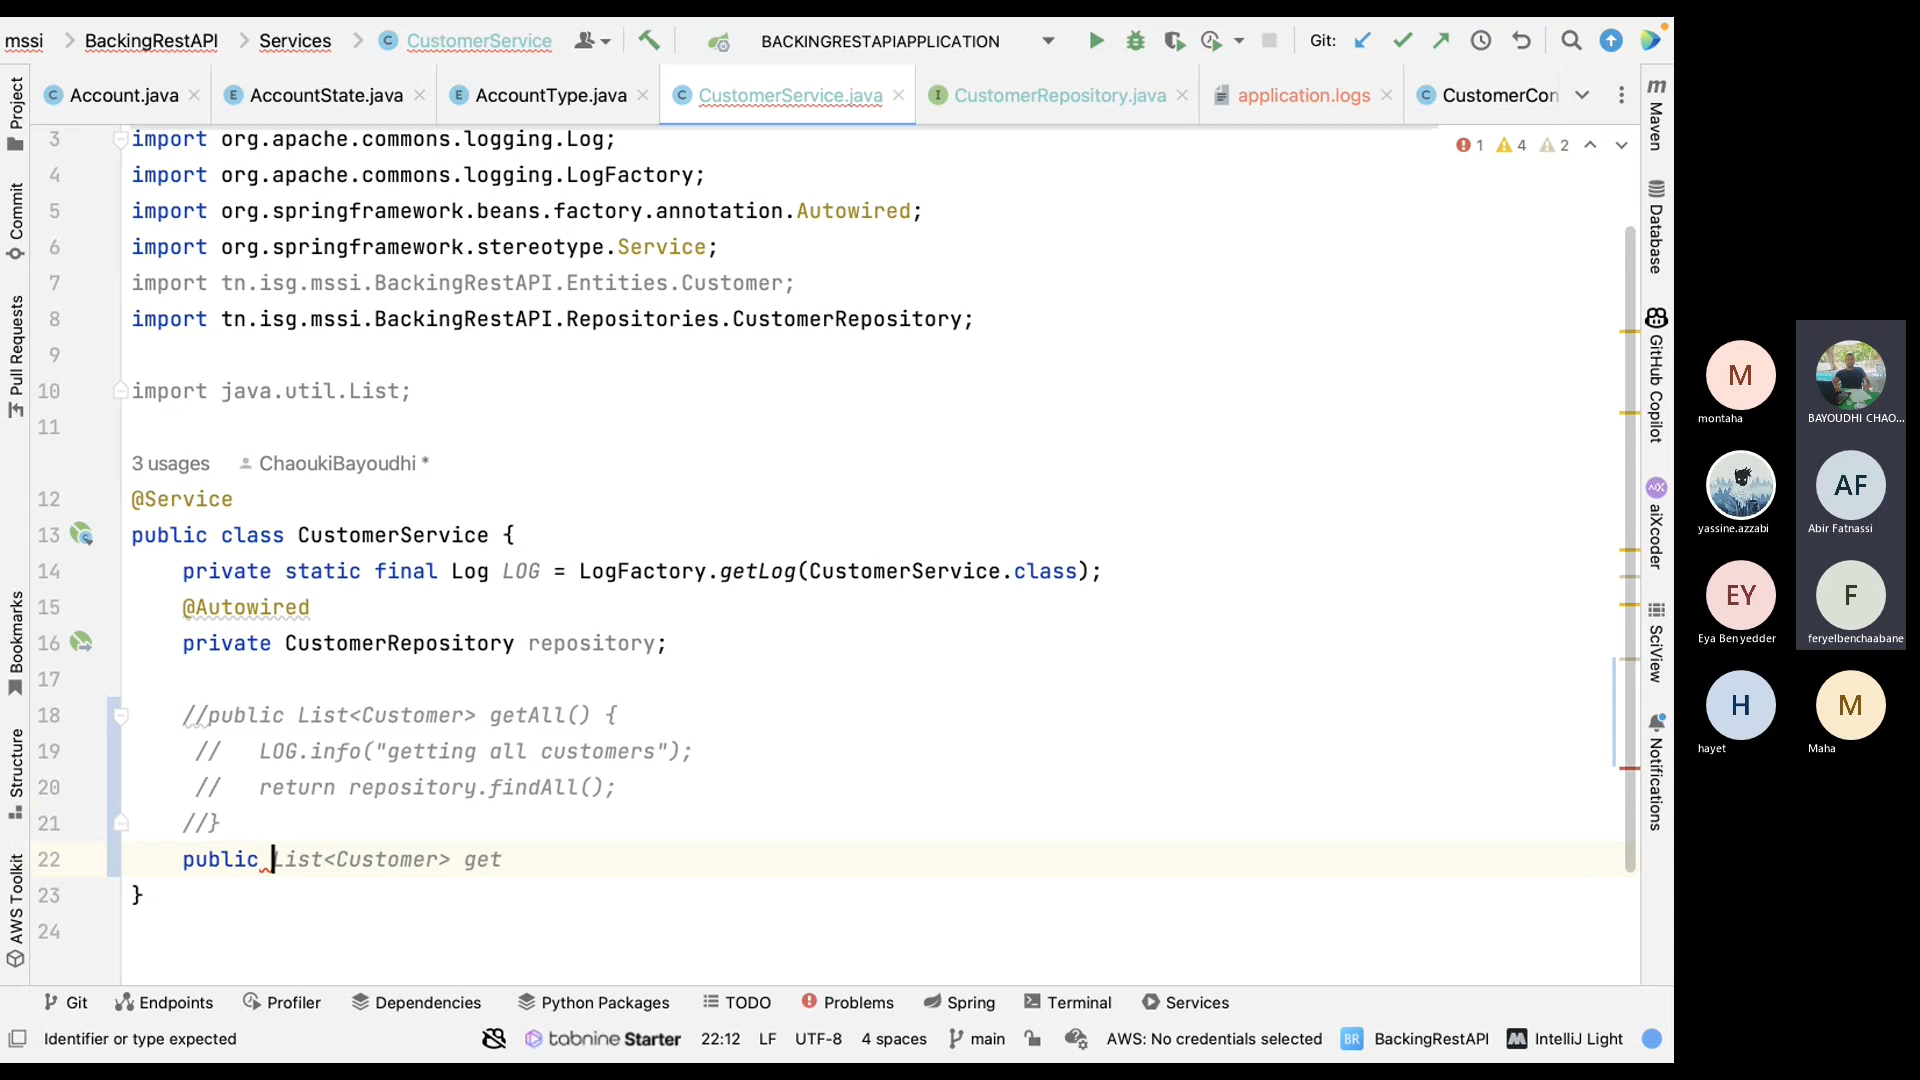 mssi BackingRestAPI Services CustomerService BACKINGRESTAPIAPPLICATION Git:
Account.java AccountState.java AccountType.java CustomerService.java CustomerRepository.java application.logs CustomerCon
1 4 2
3 import org.apache.commons.logging.Log;
4 import org.apache.commons.logging.LogFactory;
5 import org.springframework.beans.factory.annotation.Autowired;
6 import org.springframework.stereotype.Service;
7 import tn.isg.mssi.BackingRestAPI.Entities.Customer;
8 import tn.isg.mssi.BackingRestAPI.Repositories.CustomerRepository;
9
10 import java.util.List;
11
3 usages ChaoukiBayoudhi *
12 @Service
13 public class CustomerService {
14 private static final Log LOG = LogFactory.getLog(CustomerService.class);
15 @Autowired
16 private CustomerRepository repository;
17
18 //public List<Customer> getAll() {
19 // LOG.info("getting all customers");
20 // return repository.findAll();
21 //}
22 public List<Customer> get
23 }
24
Project
Commit
Pull Requests
Bookmarks
Structure
AWS Toolkit
m Maven
Database
GitHub Copilot
aiXcoder
SciView
Notifications
Git Endpoints Profiler Dependencies Python Packages TODO Problems Spring Terminal Services
Identifier or type expected tabnine Starter 22:12 LF UTF-8 4 spaces main AWS: No credentials selected BR BackingRestAPI IntelliJ Light
M
montaha
BAYOUDHI CHAO...
yassine.azzabi
AF
Abir Fatnassi
EY
Eya Ben yedder
F
feryelbenchaabane
H
hayet
M
Maha